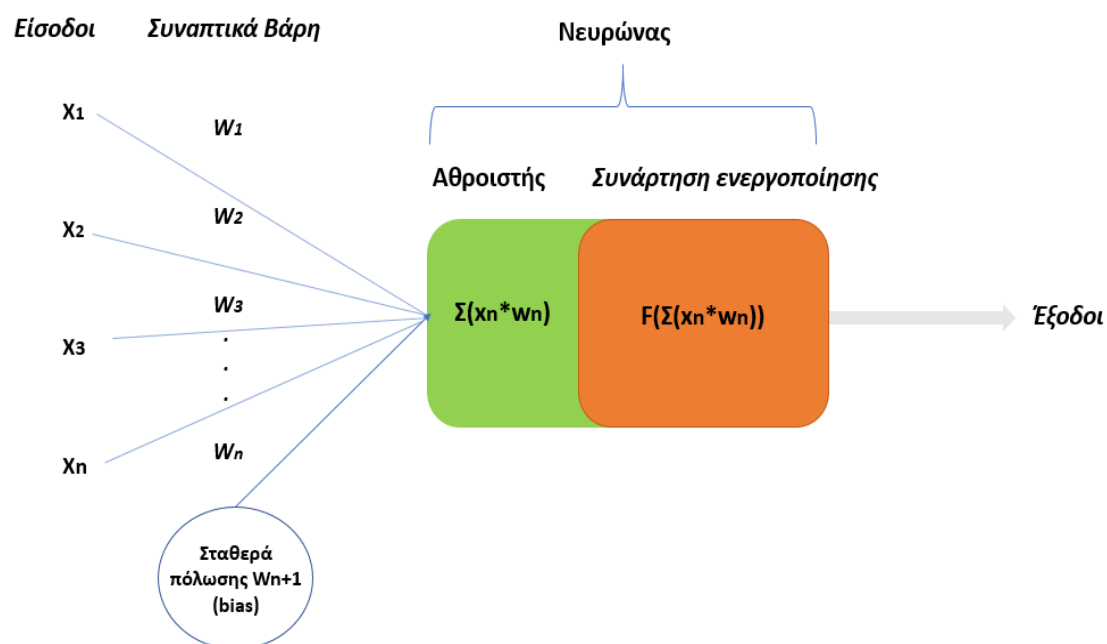 Είσοδοι
Συναπτικά Βάρη
Νευρώνας
X1
W1
Αθροιστής
Συνάρτηση ενεργοποίησης
X2
W2
W3
Σ(xn*wn)
F(Σ(xn*wn))
Έξοδοι
X3
.
.
.
Xn
Wn
Σταθερά
πόλωσης Wn+1
(bias)